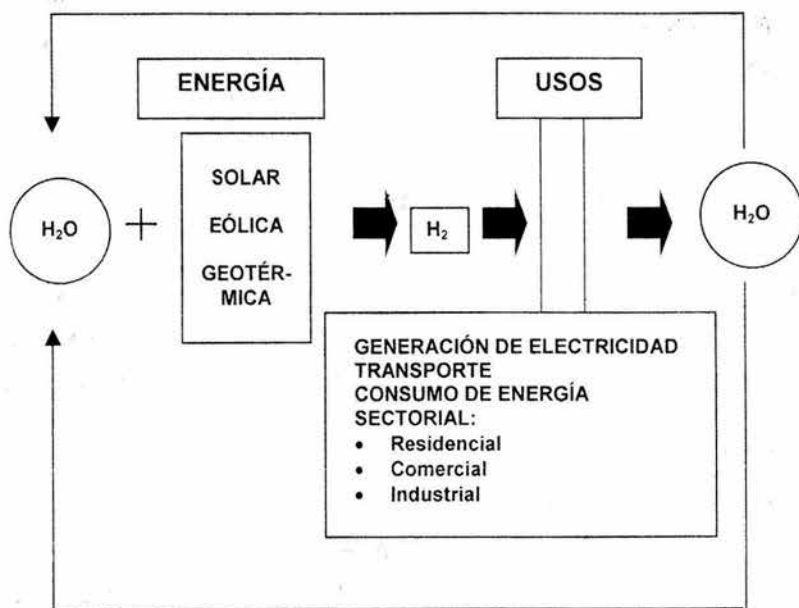 ENERGÍA
USOS
H₂O
+
SOLAR
EÓLICA
GEOTÉR-
MICA
H₂
H₂O
GENERACIÓN DE ELECTRICIDAD
TRANSPORTE
CONSUMO DE ENERGÍA
SECTORIAL:
• Residencial
• Comercial
• Industrial